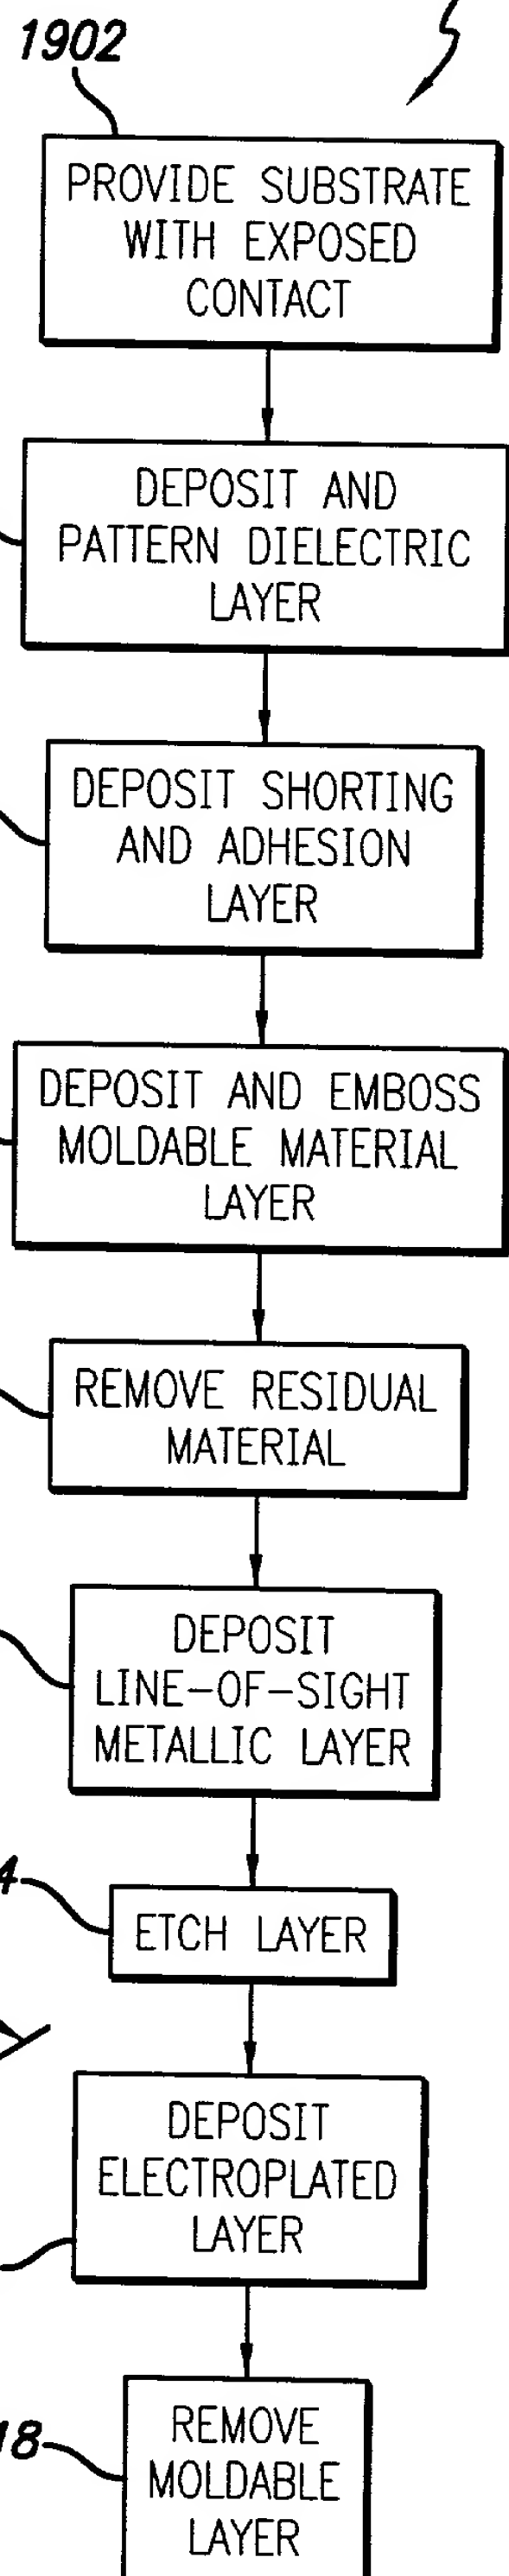 1902
PROVIDE SUBSTRATE
WITH EXPOSED
CONTACT
DEPOSIT AND
PATTERN DIELECTRIC
LAYER
DEPOSIT SHORTING
AND ADHESION
LAYER
DEPOSIT AND EMBOSS
MOLDABLE MATERIAL
LAYER
REMOVE RESIDUAL
MATERIAL
DEPOSIT
LINE-OF-SIGHT
METALLIC LAYER
4
ETCH LAYER
DEPOSIT
ELECTROPLATED
LAYER
18
REMOVE
MOLDABLE
LAYER